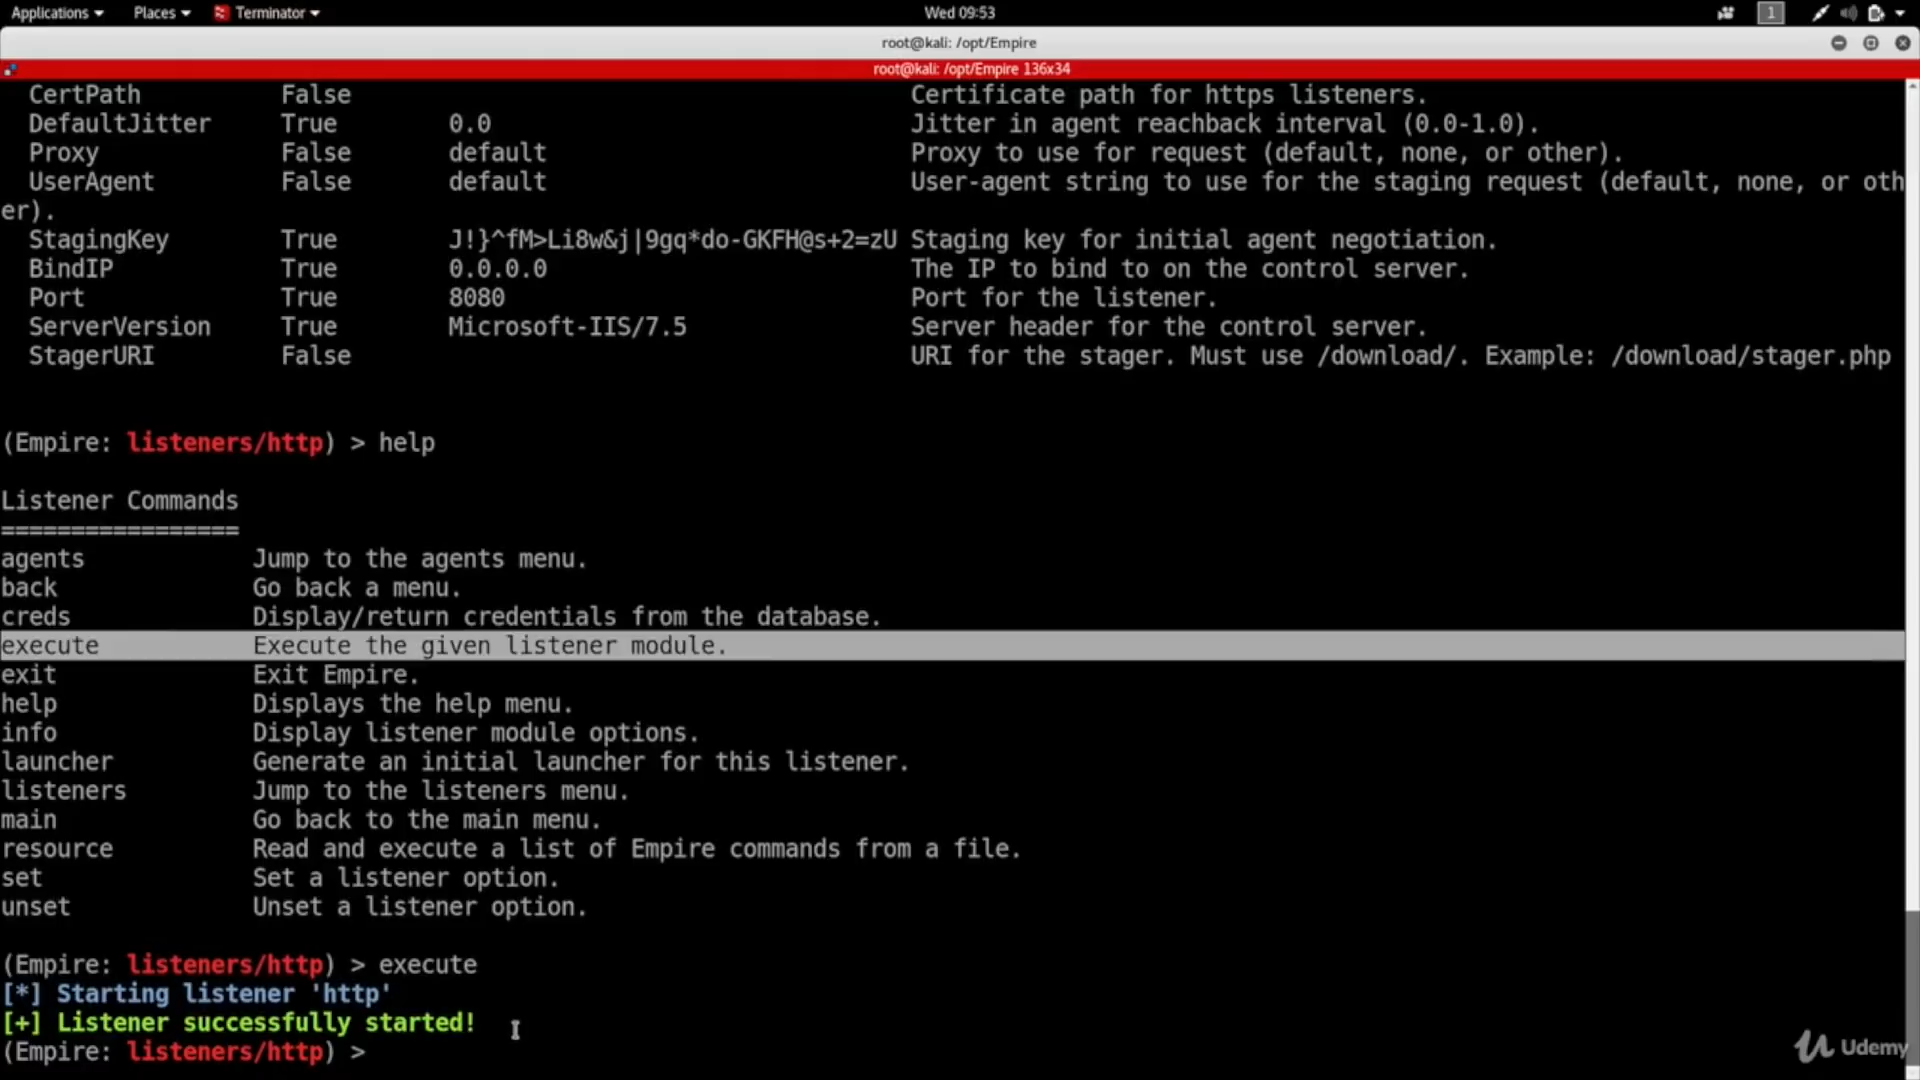 Applications Places Terminator Wed 09:53 1
root@kali: /opt/Empire
root@kali: /opt/Empire 136x34
CertPath False Certificate path for https listeners.
DefaultJitter True 0.0 Jitter in agent reachback interval (0.0-1.0).
Proxy False default Proxy to use for request (default, none, or other).
UserAgent False default User-agent string to use for the staging request (default, none, or oth
er).
StagingKey True J!}^fM>Li8w&j|9gq*do-GKFH@s+2=zU Staging key for initial agent negotiation.
BindIP True 0.0.0.0 The IP to bind to on the control server.
Port True 8080 Port for the listener.
ServerVersion True Microsoft-IIS/7.5 Server header for the control server.
StagerURI False URI for the stager. Must use /download/. Example: /download/stager.php
(Empire: listeners/http) > help
Listener Commands
=================
agents Jump to the agents menu.
back Go back a menu.
creds Display/return credentials from the database.
execute Execute the given listener module.
exit Exit Empire.
help Displays the help menu.
info Display listener module options.
launcher Generate an initial launcher for this listener.
listeners Jump to the listeners menu.
main Go back to the main menu.
resource Read and execute a list of Empire commands from a file.
set Set a listener option.
unset Unset a listener option.
(Empire: listeners/http) > execute
[*] Starting listener 'http'
[+] Listener successfully started!
(Empire: listeners/http) >
Udemy